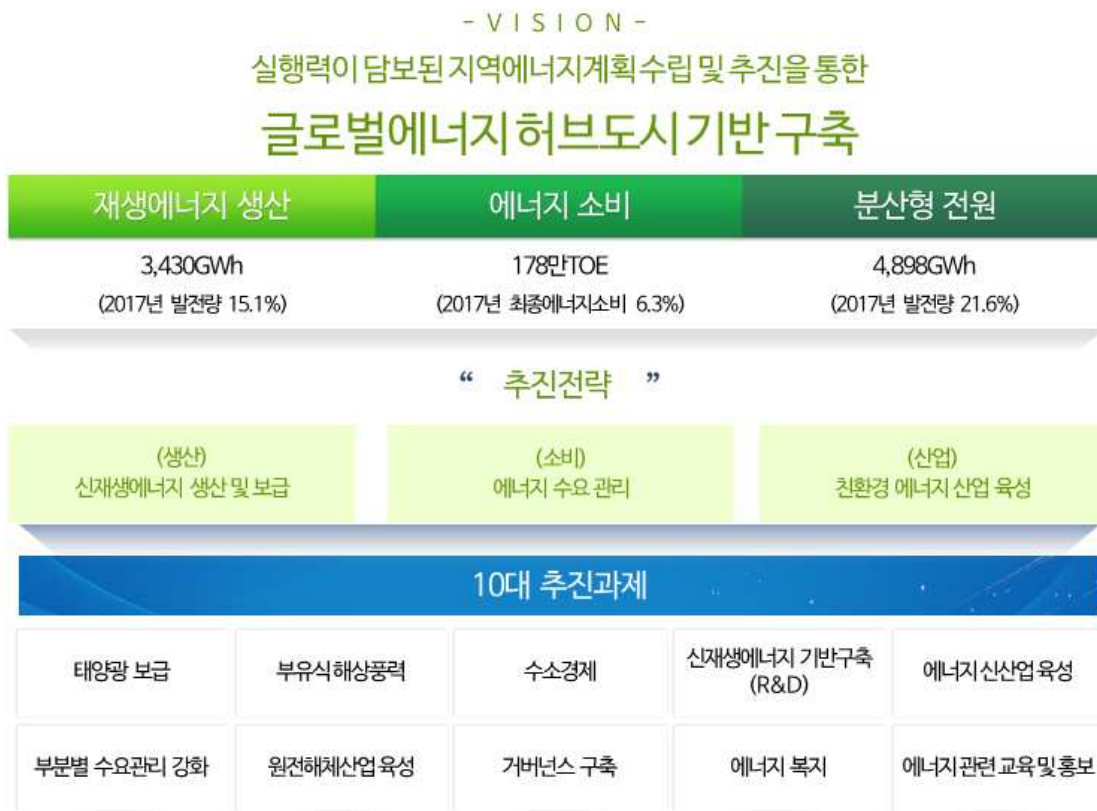 - VISION -
실행력이 담보된 지역에너지계획 수립 및 추진을 통한
글로벌에너지 허브도시 기반 구축
재생에너지 생산 에너지 소비 분산형 전원
3,430GWh 178만TOE 4,898GWh
(2017년 발전량 15.1%) (2017년 최종에너지소비 6.3%) (2017년 발전량 21.6%)
“ 추진전략 ”
(생산) (소비) (산업)
신재생에너지 생산 및 보급 에너지 수요 관리 친환경 에너지 산업 육성
10대 추진과제
태양광 보급 부유식 해상풍력 수소경제 신재생에너지 기반구축 에너지 신산업 육성
(R&D)
부분별 수요관리 강화 원전해체산업 육성 거버넌스 구축 에너지 복지 에너지 관련 교육 및 홍보